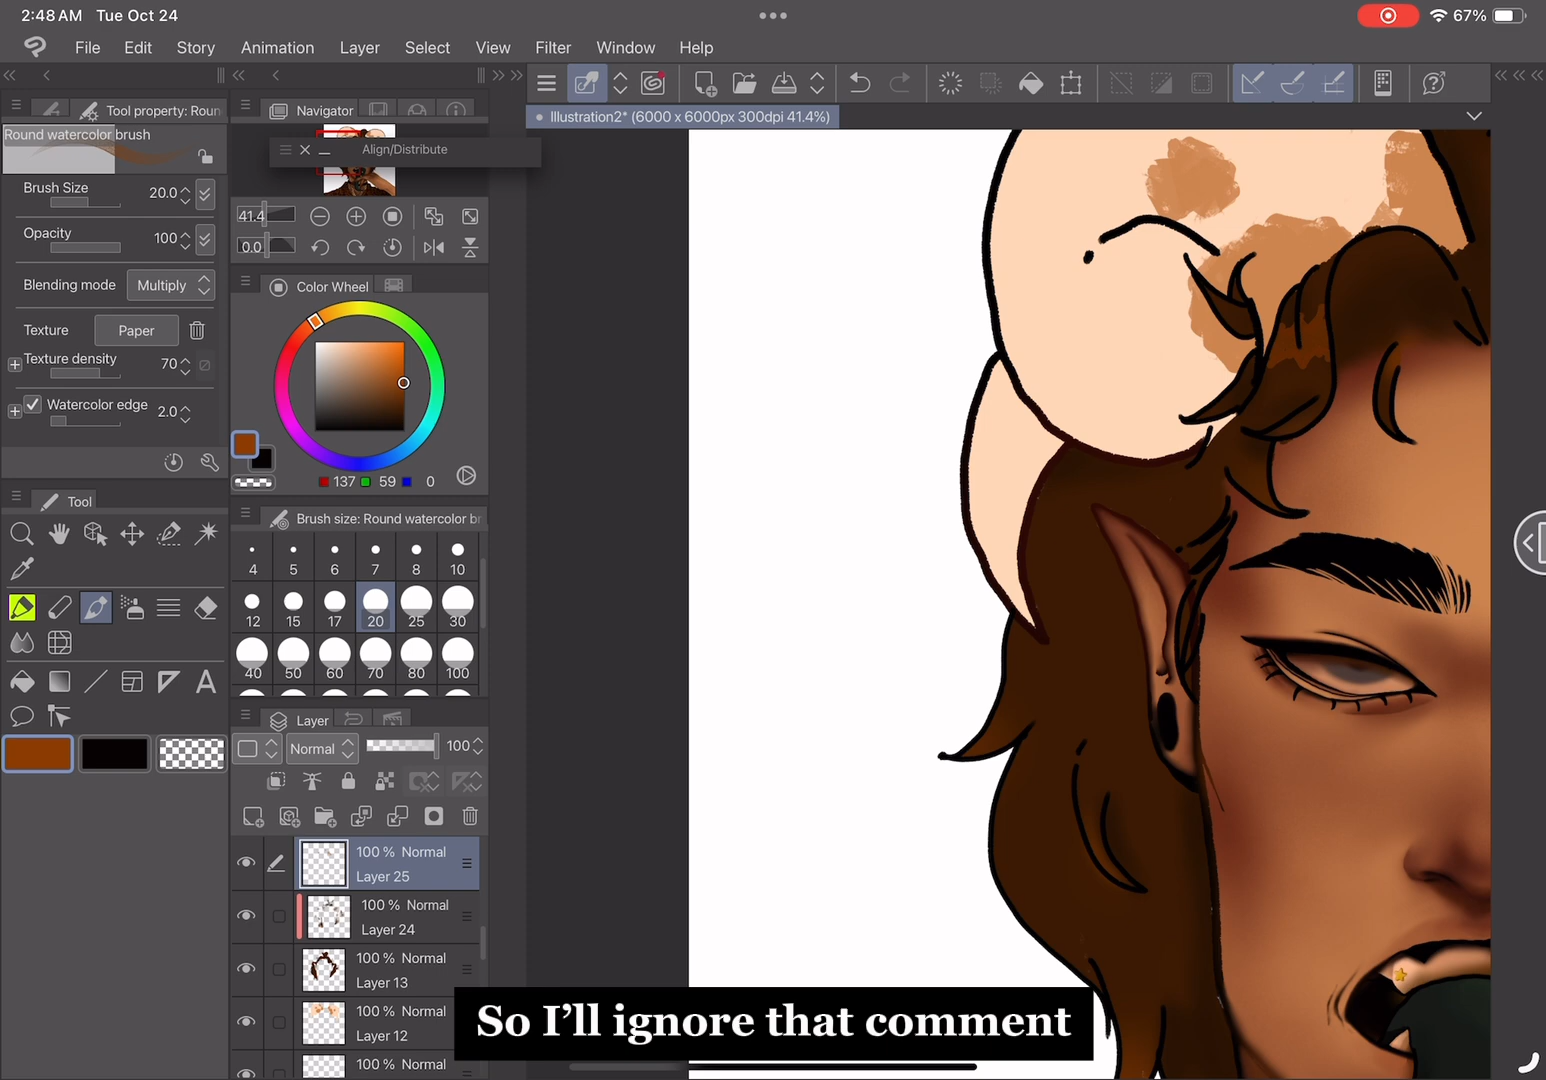 2:48 AM Tue Oct 24
67%
File Edit Story Animation Layer Select View Filter Window Help
Tool property: Roun
Navigator
Illustration2* (6000 x 6000px 300dpi 41.4%)
Round watercolor brush
Align/Distribute
Brush Size 20.0
41.4
Opacity 100
0.0
Blending mode Multiply
Color Wheel
Texture Paper
Texture density 70
Watercolor edge 2.0
137 59 0
Tool
Brush size: Round watercolor br
4 5 6 7 8 10
12 15 17 20 25 30
40 50 60 70 80 100
Layer
Normal 100
100 % Normal
Layer 25
100 % Normal
Layer 24
100 % Normal
Layer 13
100 % Normal
Layer 12
100 % Normal
A
So I'll ignore that comment